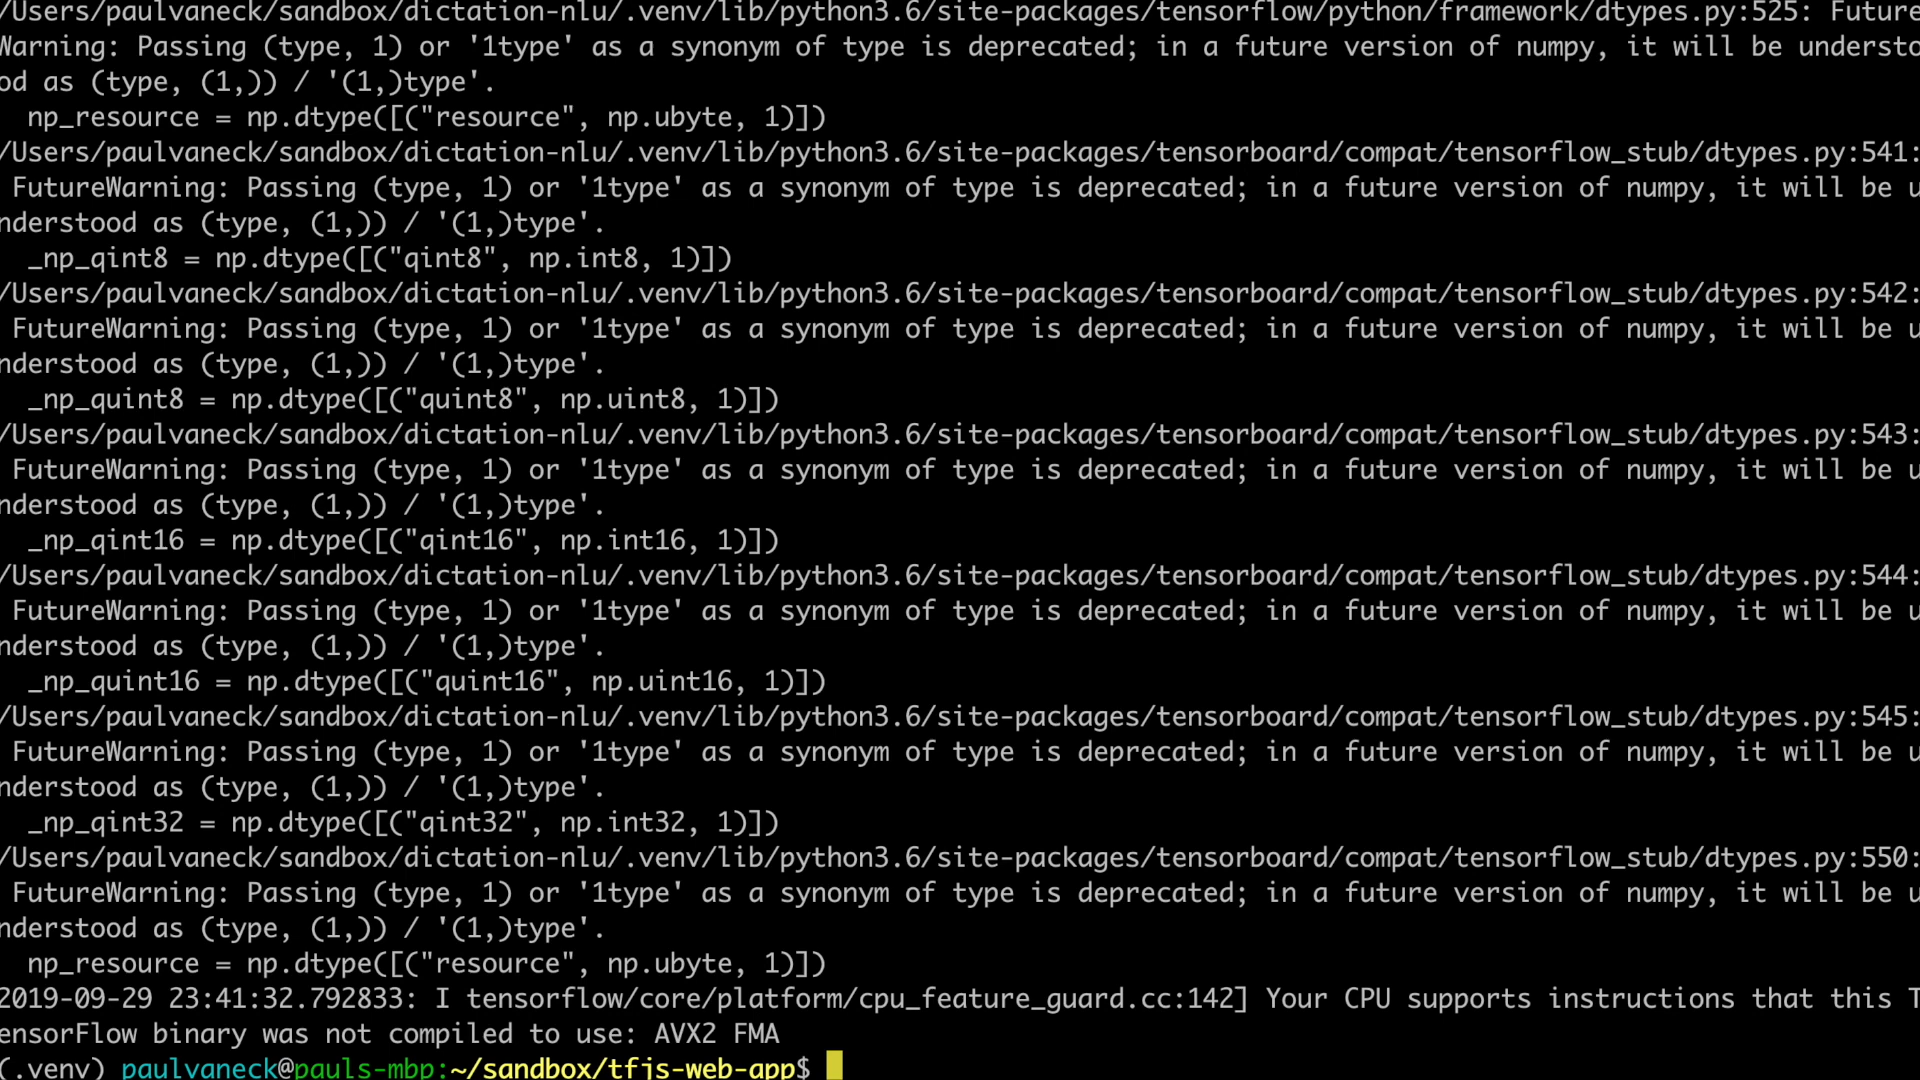 /Users/paulvaneck/sandbox/dictation-nlu/.venv/lib/python3.6/site-packages/tensorflow/python/framework/dtypes.py:525: Future
Warning: Passing (type, 1) or '1type' as a synonym of type is deprecated; in a future version of numpy, it will be understo
od as (type, (1,)) / '(1,)type'.
  np_resource = np.dtype([("resource", np.ubyte, 1)])
/Users/paulvaneck/sandbox/dictation-nlu/.venv/lib/python3.6/site-packages/tensorboard/compat/tensorflow_stub/dtypes.py:541:
 FutureWarning: Passing (type, 1) or '1type' as a synonym of type is deprecated; in a future version of numpy, it will be u
nderstood as (type, (1,)) / '(1,)type'.
  _np_qint8 = np.dtype([("qint8", np.int8, 1)])
/Users/paulvaneck/sandbox/dictation-nlu/.venv/lib/python3.6/site-packages/tensorboard/compat/tensorflow_stub/dtypes.py:542:
 FutureWarning: Passing (type, 1) or '1type' as a synonym of type is deprecated; in a future version of numpy, it will be u
nderstood as (type, (1,)) / '(1,)type'.
  _np_quint8 = np.dtype([("quint8", np.uint8, 1)])
/Users/paulvaneck/sandbox/dictation-nlu/.venv/lib/python3.6/site-packages/tensorboard/compat/tensorflow_stub/dtypes.py:543:
 FutureWarning: Passing (type, 1) or '1type' as a synonym of type is deprecated; in a future version of numpy, it will be u
nderstood as (type, (1,)) / '(1,)type'.
  _np_qint16 = np.dtype([("qint16", np.int16, 1)])
/Users/paulvaneck/sandbox/dictation-nlu/.venv/lib/python3.6/site-packages/tensorboard/compat/tensorflow_stub/dtypes.py:544:
 FutureWarning: Passing (type, 1) or '1type' as a synonym of type is deprecated; in a future version of numpy, it will be u
nderstood as (type, (1,)) / '(1,)type'.
  _np_quint16 = np.dtype([("quint16", np.uint16, 1)])
/Users/paulvaneck/sandbox/dictation-nlu/.venv/lib/python3.6/site-packages/tensorboard/compat/tensorflow_stub/dtypes.py:545:
 FutureWarning: Passing (type, 1) or '1type' as a synonym of type is deprecated; in a future version of numpy, it will be u
nderstood as (type, (1,)) / '(1,)type'.
  _np_qint32 = np.dtype([("qint32", np.int32, 1)])
/Users/paulvaneck/sandbox/dictation-nlu/.venv/lib/python3.6/site-packages/tensorboard/compat/tensorflow_stub/dtypes.py:550:
 FutureWarning: Passing (type, 1) or '1type' as a synonym of type is deprecated; in a future version of numpy, it will be u
nderstood as (type, (1,)) / '(1,)type'.
  np_resource = np.dtype([("resource", np.ubyte, 1)])
2019-09-29 23:41:32.792833: I tensorflow/core/platform/cpu_feature_guard.cc:142] Your CPU supports instructions that this T
ensorFlow binary was not compiled to use: AVX2 FMA
(.venv) paulvaneck@pauls-mbp:~/sandbox/tfjs-web-app$